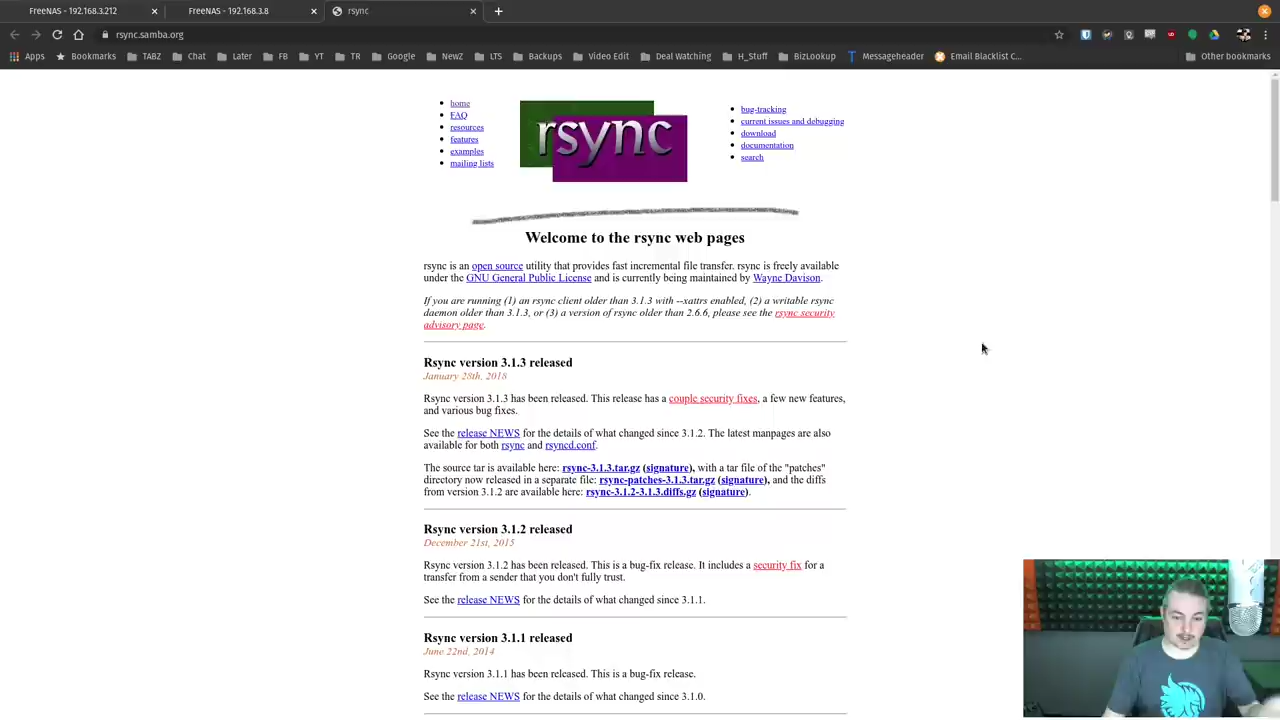 FreeNAS - 192.168.3.212
FreeNAS - 192.168.3.8
rsync
rsync.samba.org
Apps
Bookmarks
TABZ
Chat
Later
FB
YT
TR
Google
NewZ
LTS
Backups
Video Edit
Deal Watching
H_Stuff
BizLookup
Messageheader
Email Blacklist C...
Other bookmarks
home
FAQ
resources
features
examples
mailing lists
rsync
bug-tracking
current issues and debugging
download
documentation
search
Welcome to the rsync web pages
rsync is an open source utility that provides fast incremental file transfer. rsync is freely available
under the GNU General Public License and is currently being maintained by Wayne Davison.
If you are running (1) an rsync client older than 3.1.3 with --xattrs enabled, (2) a writable rsync
daemon older than 3.1.3, or (3) a version of rsync older than 2.6.6, please see the rsync security
advisory page.
Rsync version 3.1.3 released
January 28th, 2018
Rsync version 3.1.3 has been released. This release has a couple security fixes, a few new features,
and various bug fixes.
See the release NEWS for the details of what changed since 3.1.2. The latest manpages are also
available for both rsync and rsyncd.conf.
The source tar is available here: rsync-3.1.3.tar.gz (signature), with a tar file of the "patches"
directory now released in a separate file: rsync-patches-3.1.3.tar.gz (signature), and the diffs
from version 3.1.2 are available here: rsync-3.1.2-3.1.3.diffs.gz (signature).
Rsync version 3.1.2 released
December 21st, 2015
Rsync version 3.1.2 has been released. This is a bug-fix release. It includes a security fix for a
transfer from a sender that you don't fully trust.
See the release NEWS for the details of what changed since 3.1.1.
Rsync version 3.1.1 released
June 22nd, 2014
Rsync version 3.1.1 has been released. This is a bug-fix release.
See the release NEWS for the details of what changed since 3.1.0.